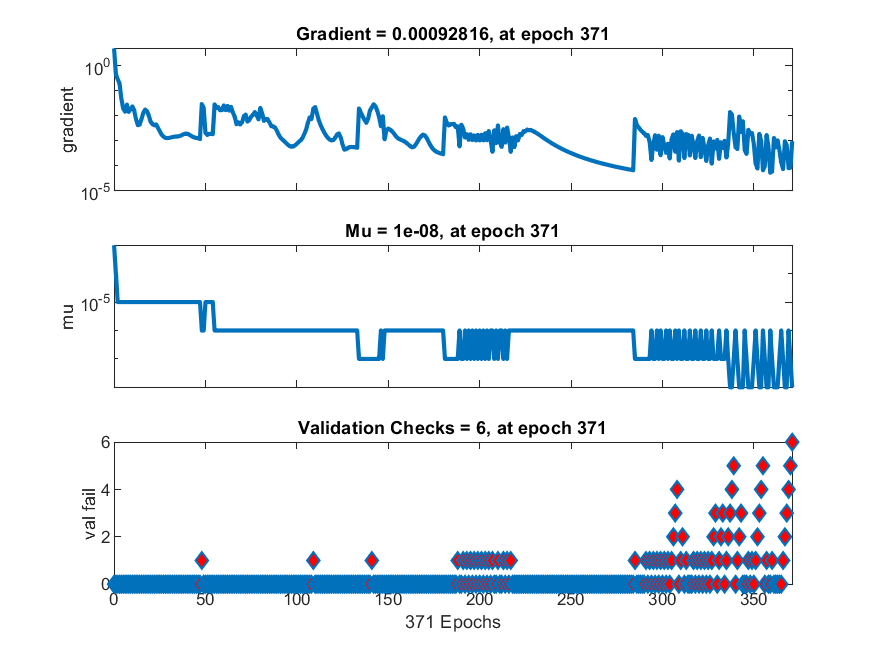 Gradient = 0.00092816, at epoch 371
10^0
gradient
10^-5
Mu = 1e-08, at epoch 371
10^-5
mu
Validation Checks = 6, at epoch 371
6
4
2
0
val fail
0 50 100 150 200 250 300 350
371 Epochs